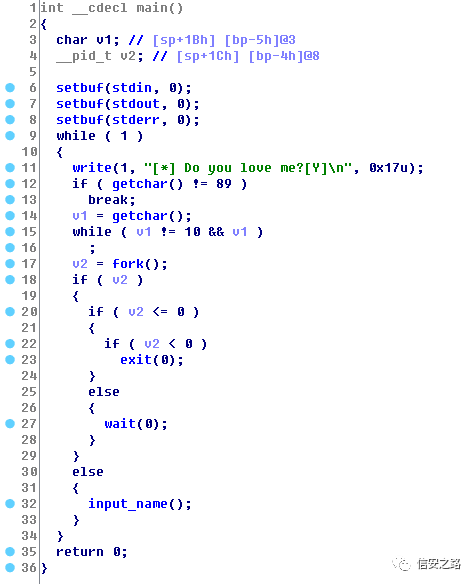 1 int __cdecl main()
2 {
3 char v1; // [sp+1Bh] [bp-5h]@3
4 __pid_t v2; // [sp+1Ch] [bp-4h]@8
5
6 setbuf(stdin, 0);
7 setbuf(stdout, 0);
8 setbuf(stderr, 0);
9 while ( 1 )
10 {
11 write(1, "[*] Do you love me?[Y]\n", 0x17u);
12 if ( getchar() != 89 )
13 break;
14 v1 = getchar();
15 while ( v1 != 10 && v1 )
16 ;
17 v2 = fork();
18 if ( v2 )
19 {
20 if ( v2 <= 0 )
21 {
22 if ( v2 < 0 )
23 exit(0);
24 }
25 else
26 {
27 wait(0);
28 }
29 }
30 else
31 {
32 input_name();
33 }
34 }
35 return 0;
36 }
信安之路